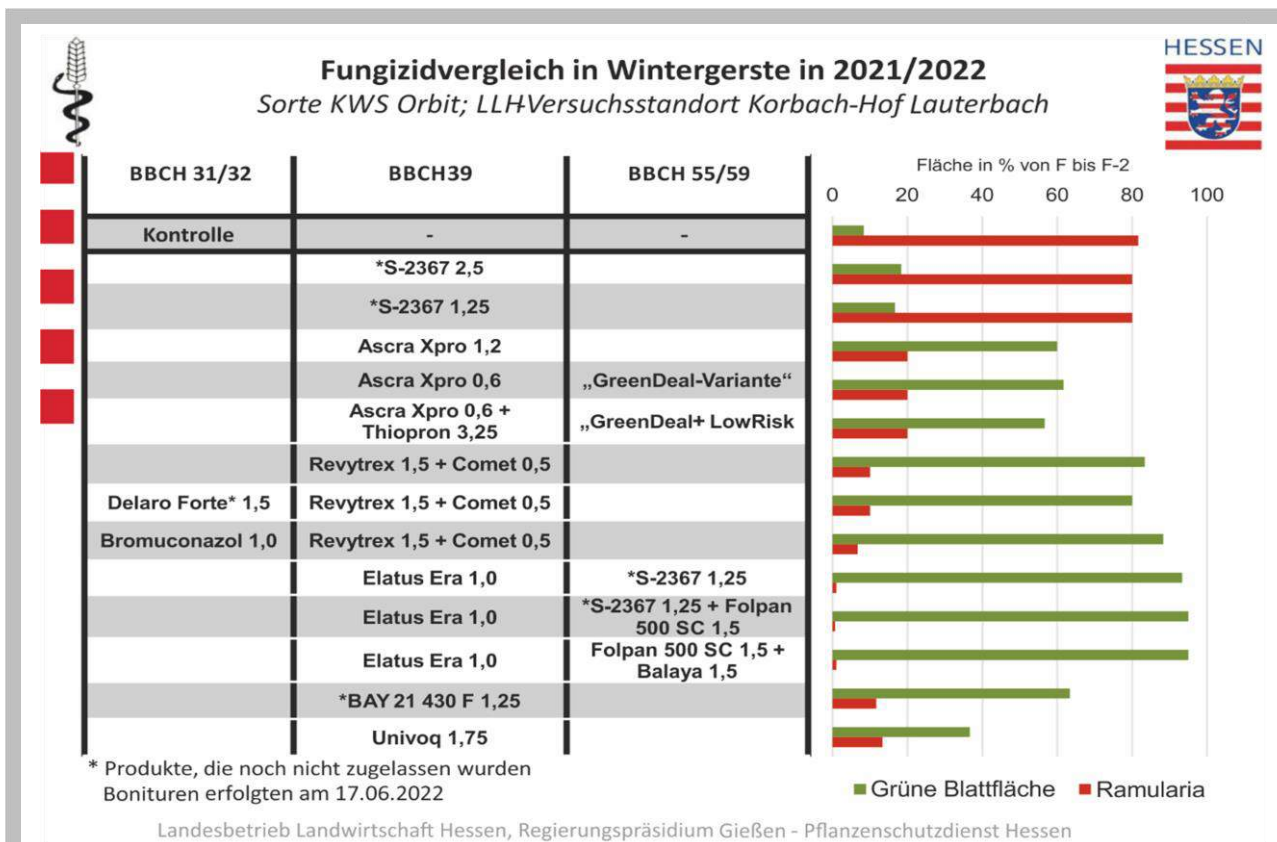 HESSEN
Fungizidvergleich in Wintergerste in 2021/2022
Sorte KWS Orbit; LLH-Versuchsstandort Korbach-Hof Lauterbach
BBCH 31/32 BBCH39 BBCH 55/59
Fläche in % von F bis F-2
0 20 40 60 80 100
Kontrolle - -
*S-2367 2,5
*S-2367 1,25
Ascra Xpro 1,2
Ascra Xpro 0,6 „GreenDeal-Variante“
Ascra Xpro 0,6 +
Thiopron 3,25
„GreenDeal+ LowRisk
Revytrex 1,5 + Comet 0,5
Delaro Forte* 1,5 Revytrex 1,5 + Comet 0,5
Bromuconazol 1,0 Revytrex 1,5 + Comet 0,5
Elatus Era 1,0 *S-2367 1,25
Elatus Era 1,0
*S-2367 1,25 + Folpan
500 SC 1,5
Elatus Era 1,0
Folpan 500 SC 1,5 +
Balaya 1,5
*BAY 21 430 F 1,25
Univoq 1,75
* Produkte, die noch nicht zugelassen wurden
Bonituren erfolgten am 17.06.2022
Grüne Blattfläche Ramularia
Landesbetrieb Landwirtschaft Hessen, Regierungspräsidium Gießen - Pflanzenschutzdienst Hessen